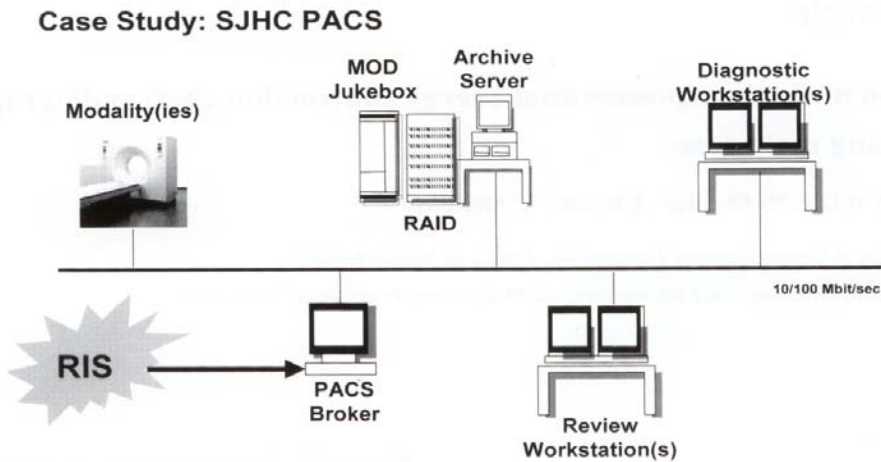 Case Study: SJHC PACS
Modality(ies)
MOD
Jukebox
Archive
Server
Diagnostic
Workstation(s)
RAID
10/100 Mbit/sec
RIS
PACS
Broker
Review
Workstation(s)